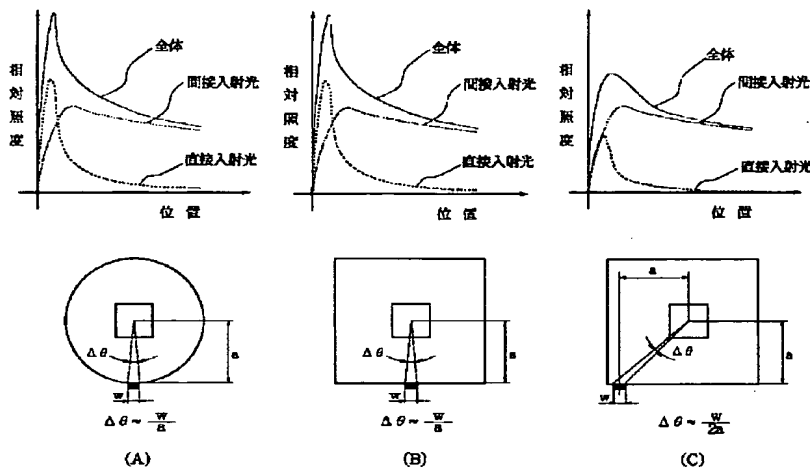 相対照度
全体
間接入射光
直接入射光
位置
相対照度
全体
間接入射光
直接入射光
位置
相対照度
全体
間接入射光
直接入射光
位置
Δθ
a
w
Δθ~w/a
(A)
Δθ
a
w
Δθ~w/a
(B)
a
Δθ
a
w
Δθ~w/2a
(C)